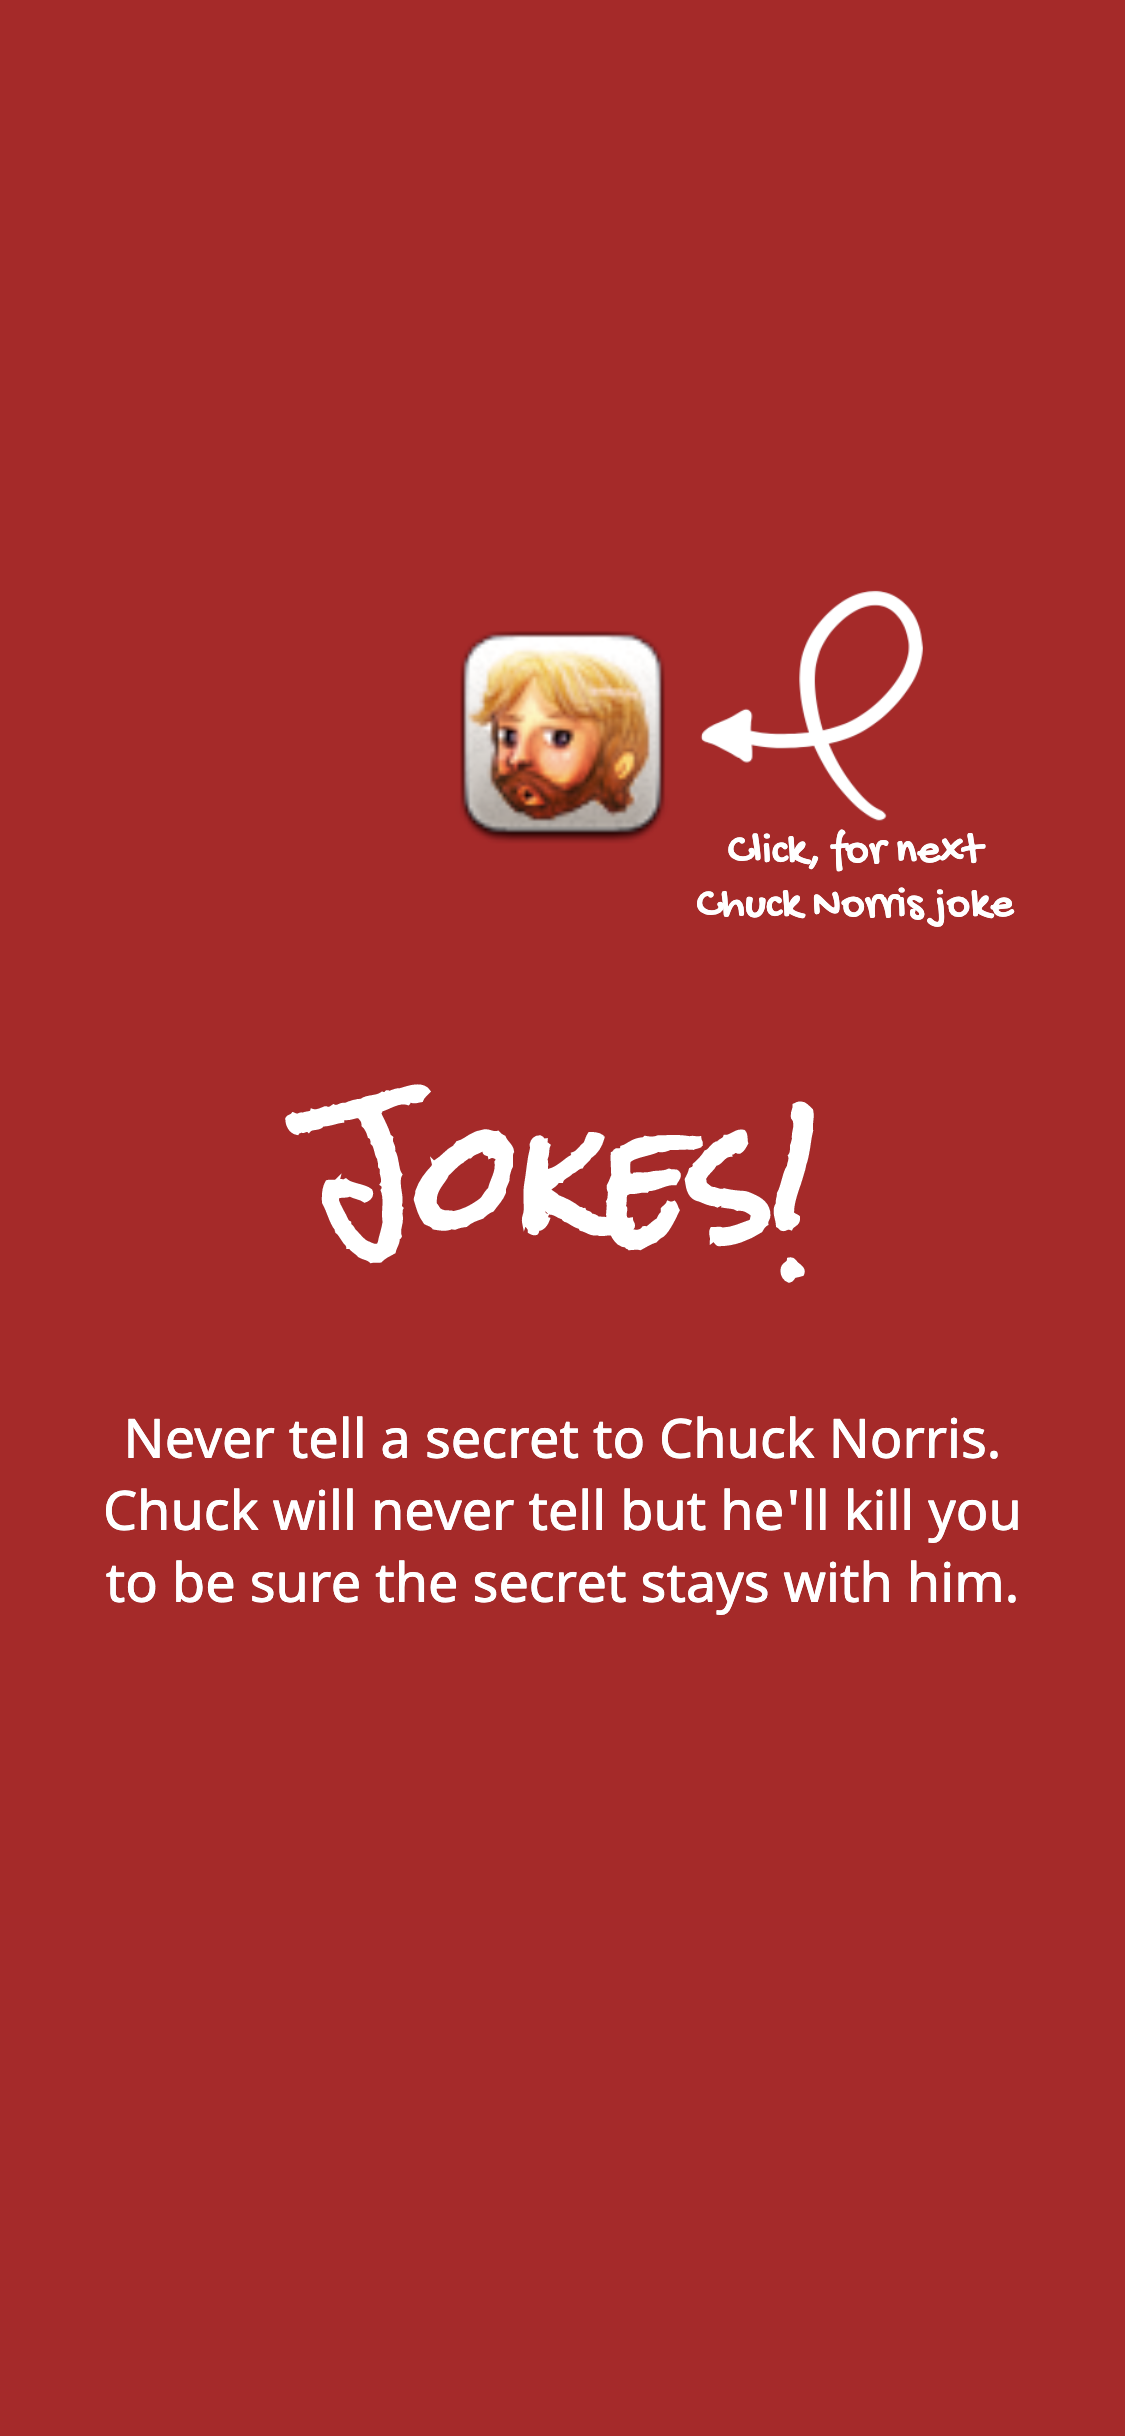 Click, for next
Chuck Norris joke
Jokes!
Never tell a secret to Chuck Norris.
Chuck will never tell but he'll kill you
to be sure the secret stays with him.